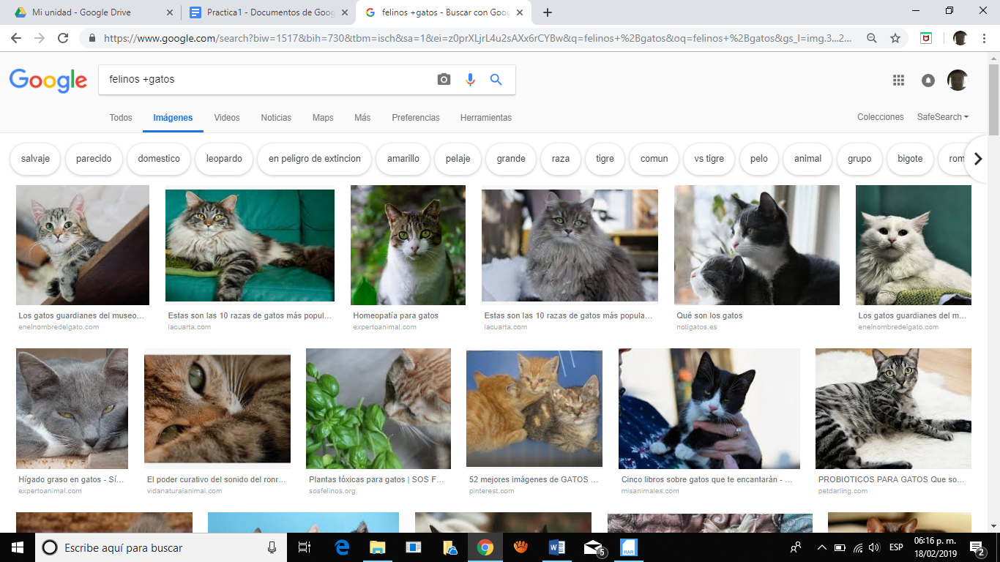 Mi unidad - Google Drive
Practica1 - Documentos de Goog
felinos +gatos - Buscar con Goog
https://www.google.com/search?biw=1517&bih=730&tbm=isch&sa=1&ei=z0prXLjrL4u2sAXx6rCYBw&q=felinos+%2Bgatos&oq=felinos+%2Bgatos&gs_l=img.3...2...
Google
felinos +gatos
Todos
Imágenes
Videos
Noticias
Maps
Más
Preferencias
Herramientas
Colecciones
SafeSearch
salvaje
parecido
domestico
leopardo
en peligro de extincion
amarillo
pelaje
grande
raza
tigre
comun
vs tigre
pelo
animal
grupo
bigote
rom
Los gatos guardianes del museo...
enelnombredelgato.com
Estas son las 10 razas de gatos más popul...
lacuarta.com
Homeopatía para gatos
expertoanimal.com
Estas son las 10 razas de gatos más popula...
lacuarta.com
Qué son los gatos
notigatos.es
Los gatos guardianes del m...
enelnombredelgato.com
Hígado graso en gatos - Sí...
expertoanimal.com
El poder curativo del sonido del ronr...
vidanaturalanimal.com
Plantas tóxicas para gatos | SOS F...
sosfelinos.org
52 mejores imágenes de GATOS ...
pinterest.com
Cinco libros sobre gatos que te encantarán - ...
misanimales.com
PROBIOTICOS PARA GATOS Que so...
petdarling.com
Escribe aquí para buscar
5
RAR
ESP
06:16 p. m.
18/02/2019
2